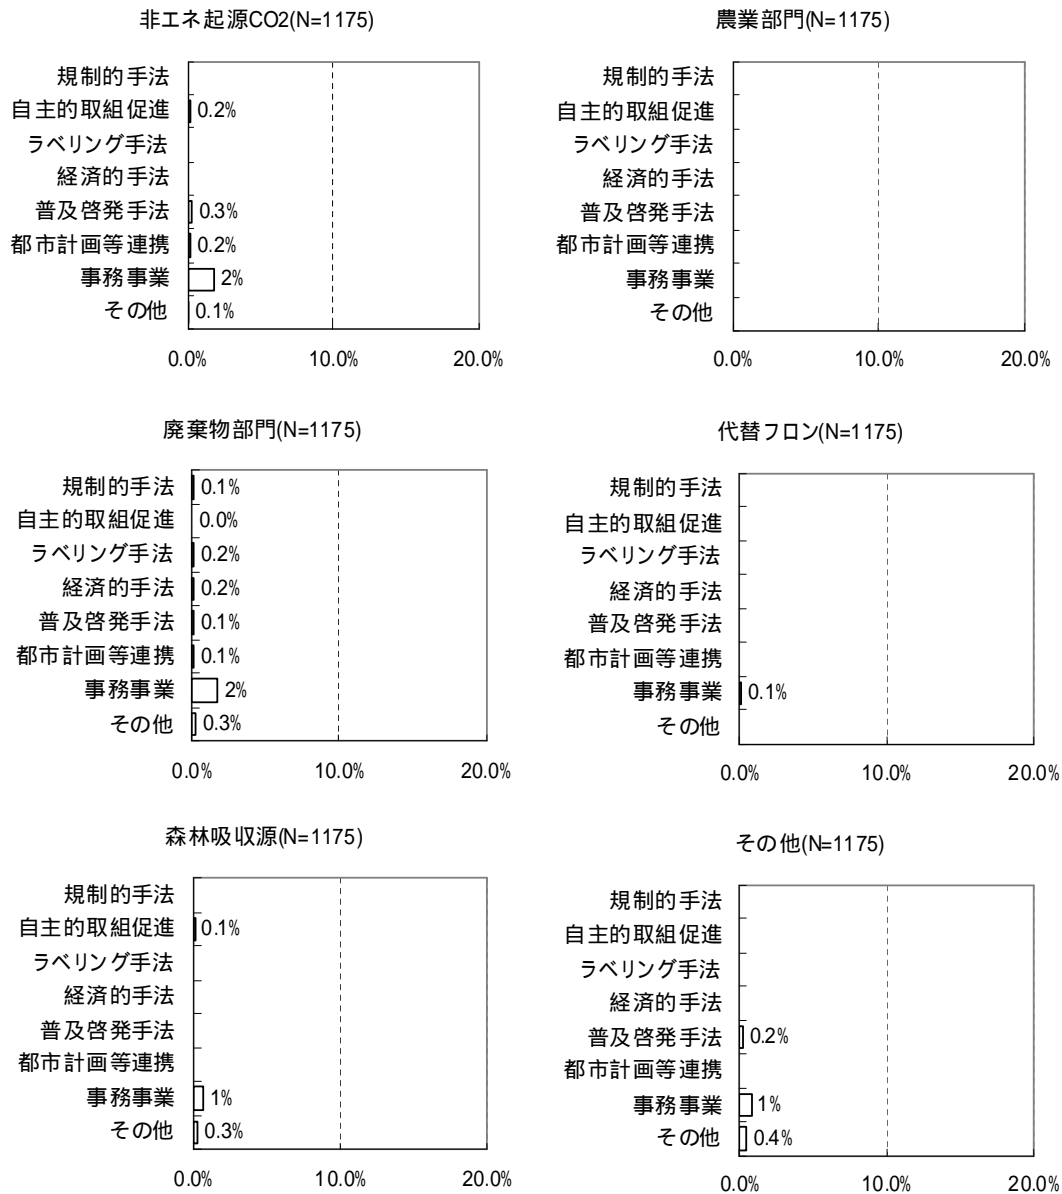 非エネ起源CO2(N=1175)
規制的手法
自主的取組促進 0.2%
ラベリング手法
経済的手法
普及啓発手法 0.3%
都市計画等連携 0.2%
事務事業 2%
その他 0.1%
0.0% 10.0% 20.0%
農業部門(N=1175)
規制的手法
自主的取組促進
ラベリング手法
経済的手法
普及啓発手法
都市計画等連携
事務事業
その他
0.0% 10.0% 20.0%
廃棄物部門(N=1175)
規制的手法 0.1%
自主的取組促進 0.0%
ラベリング手法 0.2%
経済的手法 0.2%
普及啓発手法 0.1%
都市計画等連携 0.1%
事務事業 2%
その他 0.3%
0.0% 10.0% 20.0%
代替フロン(N=1175)
規制的手法
自主的取組促進
ラベリング手法
経済的手法
普及啓発手法
都市計画等連携
事務事業 0.1%
その他
0.0% 10.0% 20.0%
森林吸収源(N=1175)
規制的手法
自主的取組促進 0.1%
ラベリング手法
経済的手法
普及啓発手法
都市計画等連携
事務事業 1%
その他 0.3%
0.0% 10.0% 20.0%
その他(N=1175)
規制的手法
自主的取組促進
ラベリング手法
経済的手法
普及啓発手法 0.2%
都市計画等連携
事務事業 1%
その他 0.4%
0.0% 10.0% 20.0%